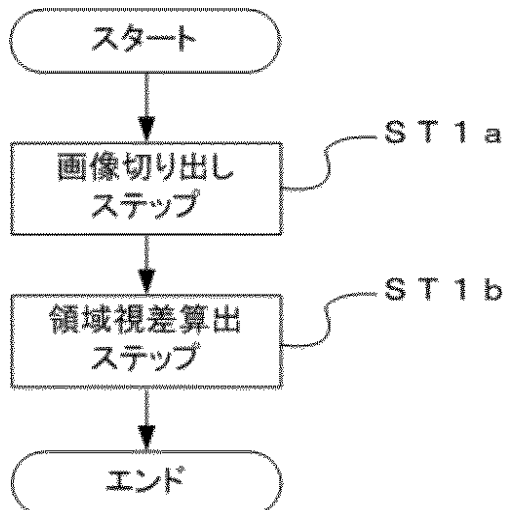 スタート
画像切り出し
ステップ
ＳＴ１ａ
領域視差算出
ステップ
ＳＴ１ｂ
エンド